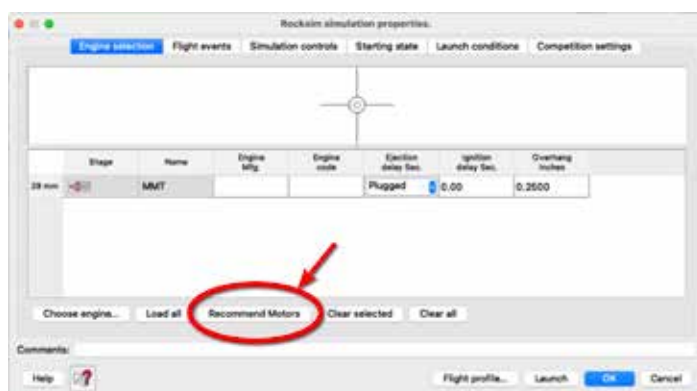 Rocksim simulation properties.
Engine selection Flight events Simulation controls Starting state Launch conditions Competition settings
Stage Name Engine Mfg. Engine code Ejection delay Sec. Ignition delay Sec. Overhang Inches
29 mm MMT Plugged 0.00 0.2500
Choose engine... Load all Recommend Motors Clear selected Clear all
Comments:
Help Flight profile... Launch OK Cancel